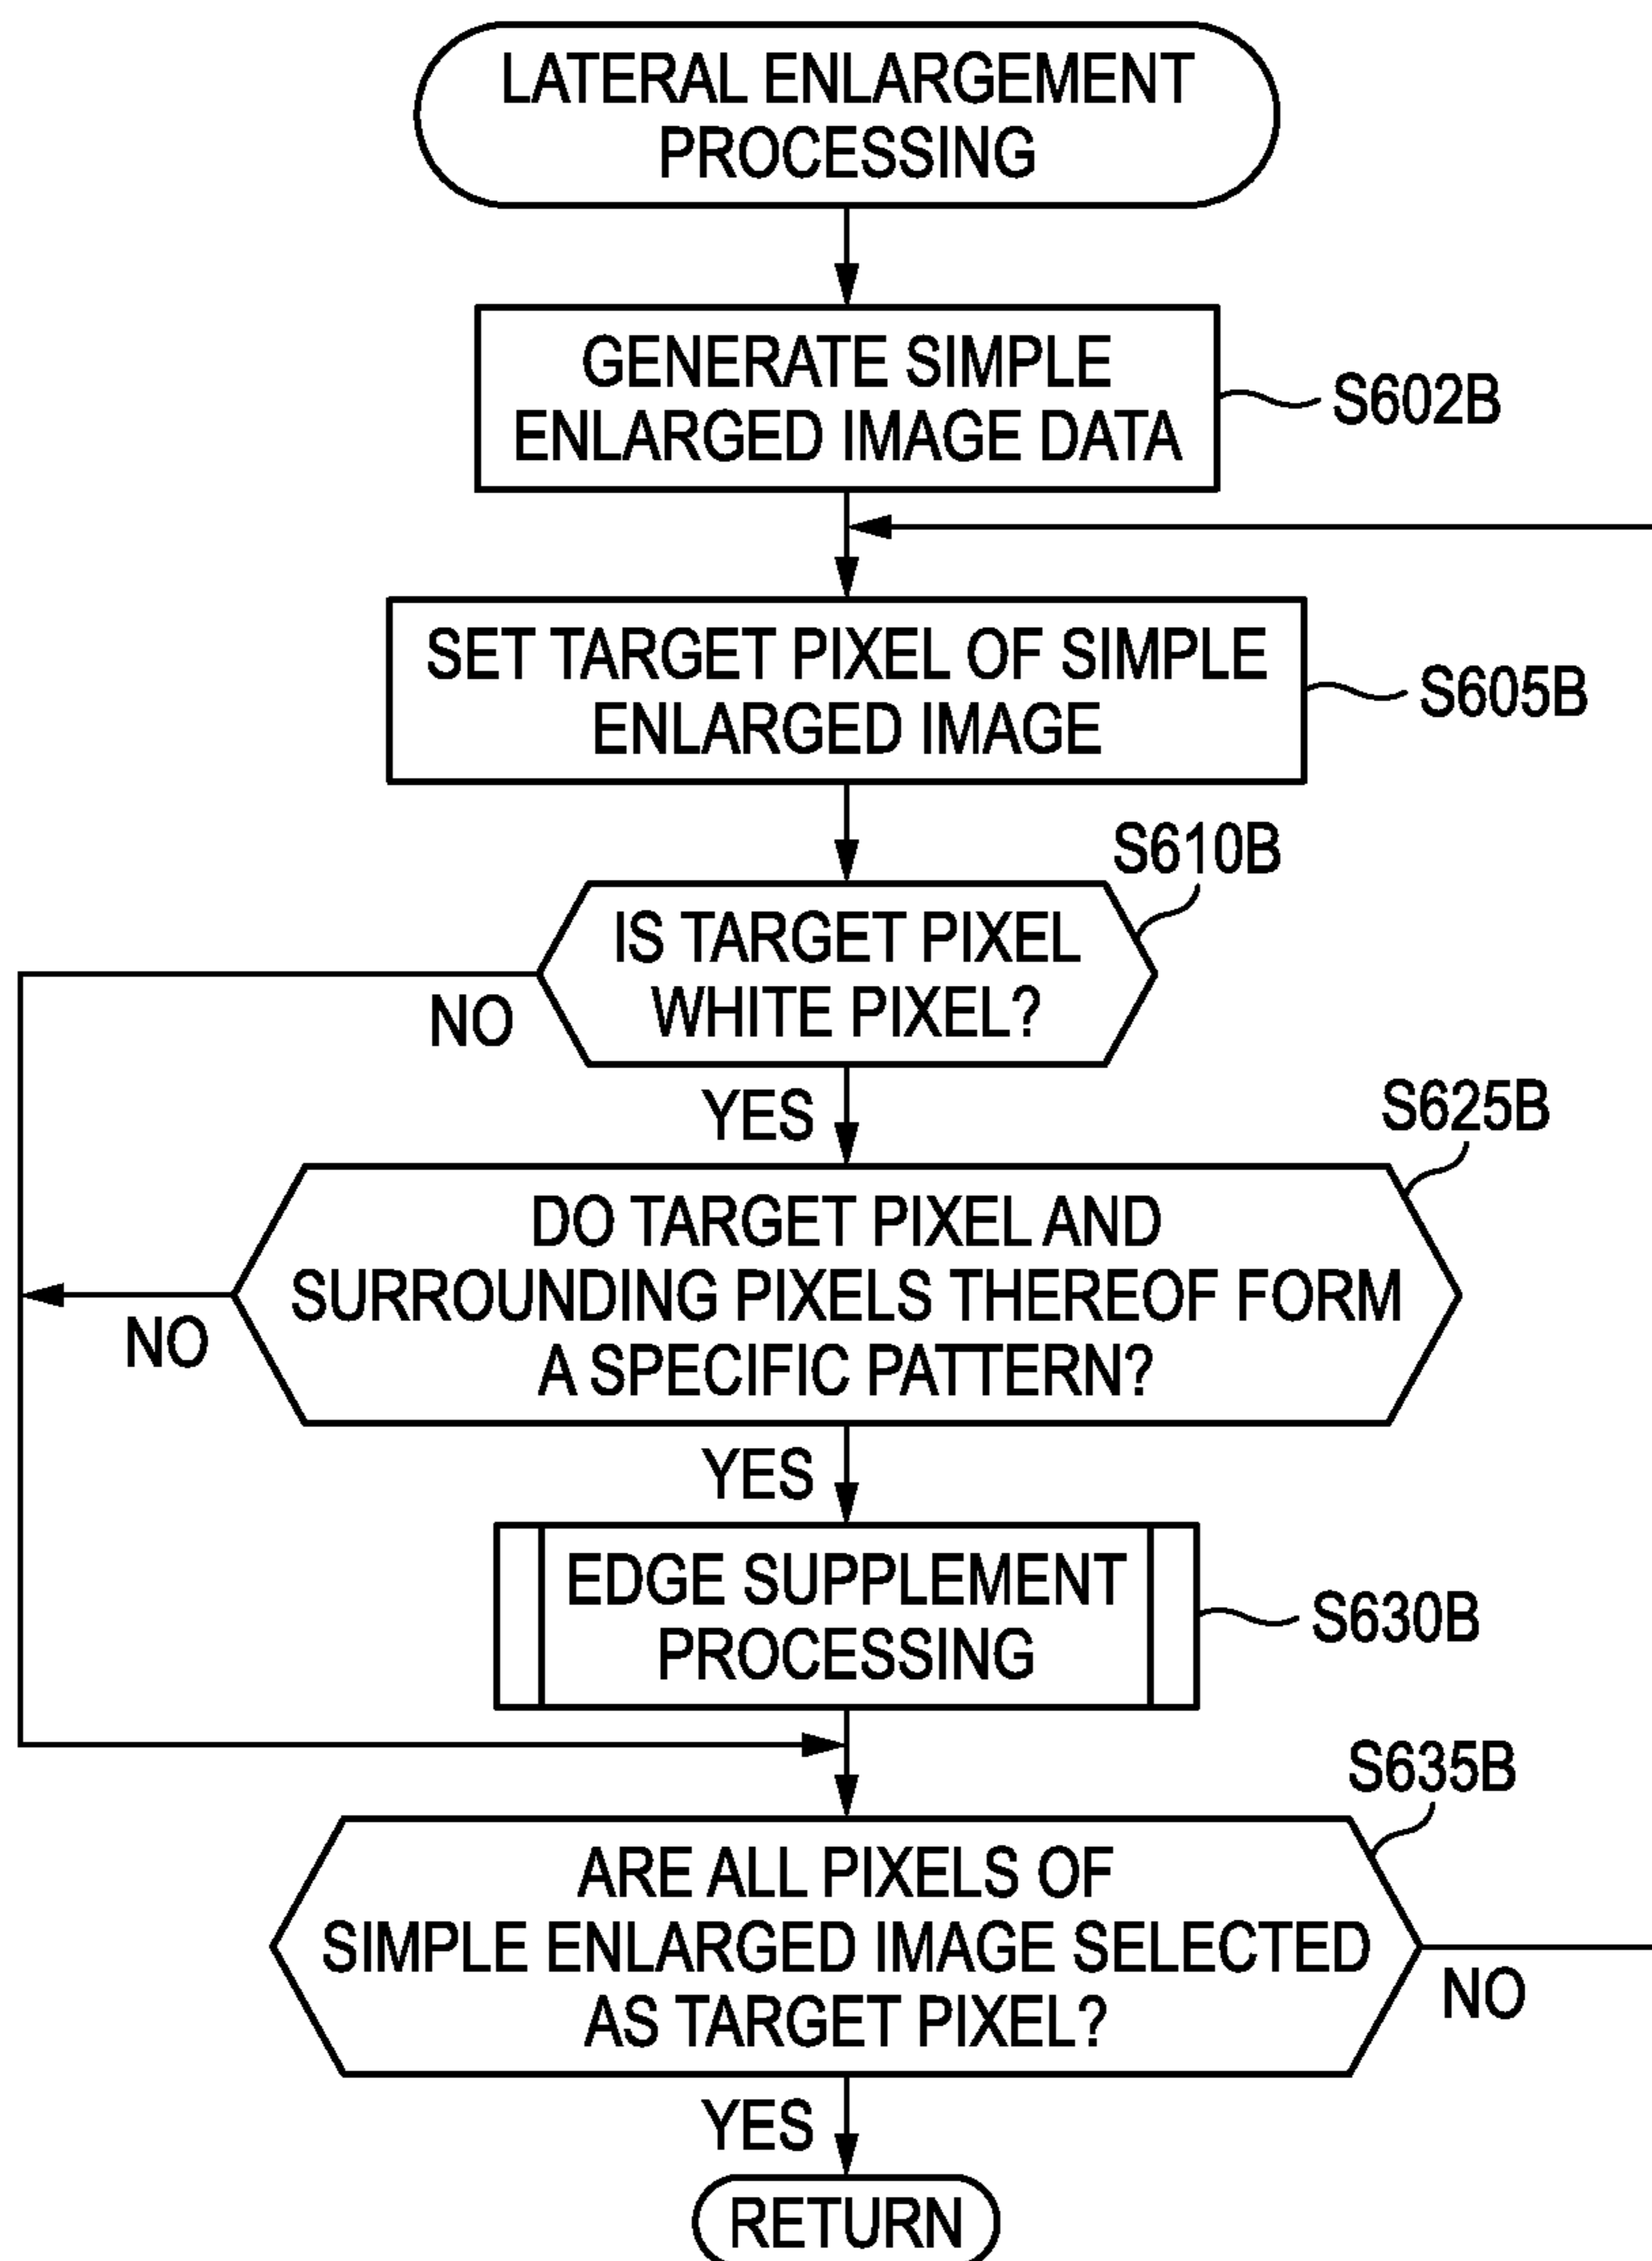 LATERAL ENLARGEMENT
PROCESSING
GENERATE SIMPLE
ENLARGED IMAGE DATA
S602B
SET TARGET PIXEL OF SIMPLE
ENLARGED IMAGE
S605B
S610B
IS TARGET PIXEL
WHITE PIXEL?
NO
YES
S625B
DO TARGET PIXEL AND
SURROUNDING PIXELS THEREOF FORM
A SPECIFIC PATTERN?
NO
YES
EDGE SUPPLEMENT
PROCESSING
S630B
S635B
ARE ALL PIXELS OF
SIMPLE ENLARGED IMAGE SELECTED
AS TARGET PIXEL?
NO
YES
RETURN